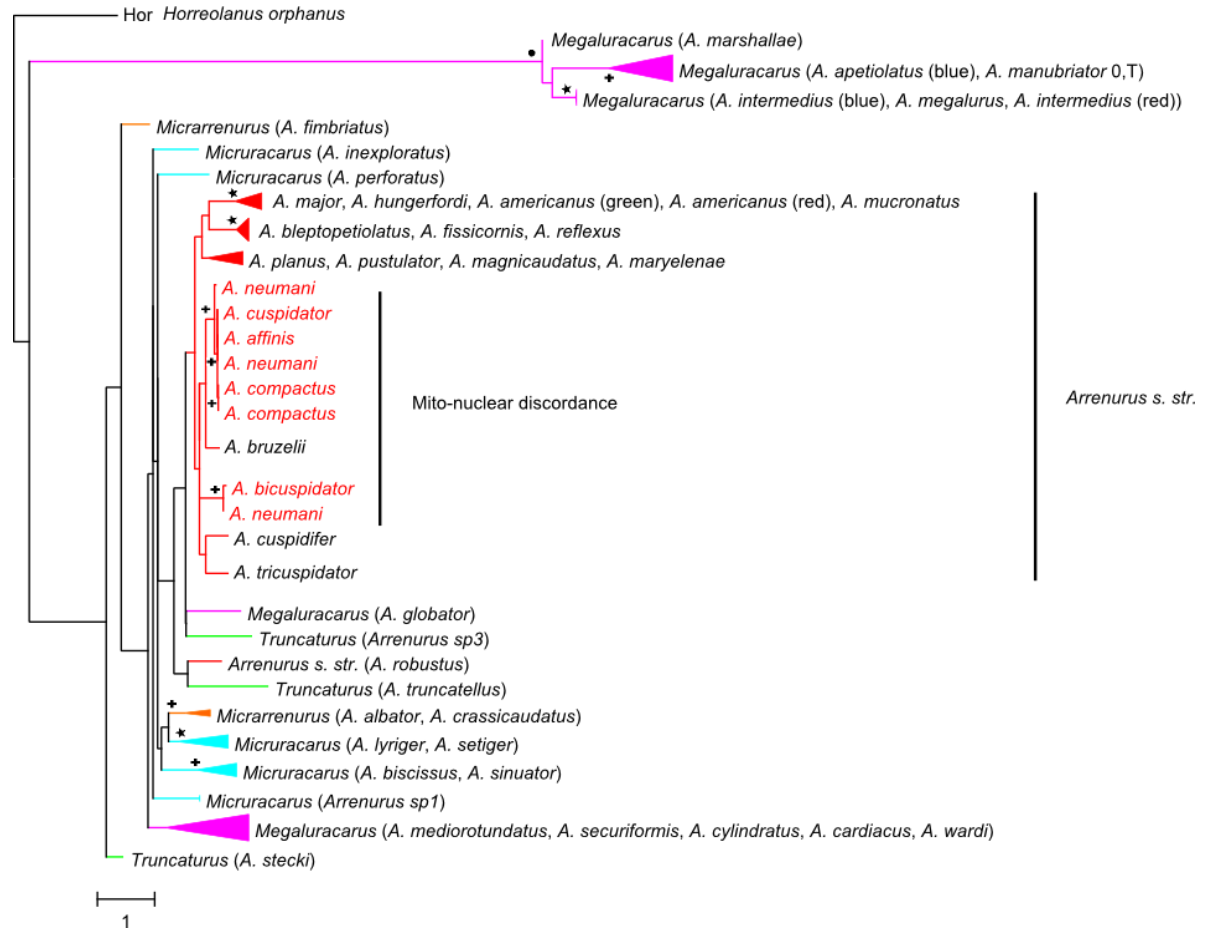 Hor Horreolanus orphanus
Megaluracarus (A. marshallae)
Megaluracarus (A. apetiolatus (blue), A. manubriator 0,T)
Megaluracarus (A. intermedius (blue), A. megalurus, A. intermedius (red))
Micrarrenurus (A. fimbriatus)
Micruracarus (A. inexploratus)
Micruracarus (A. perforatus)
A. major, A. hungerfordi, A. americanus (green), A. americanus (red), A. mucronatus
A. bleptopetiolatus, A. fissicornis, A. reflexus
A. planus, A. pustulator, A. magnicaudatus, A. maryelenae
A. neumani
A. cuspidator
A. affinis
A. neumani
A. compactus
A. compactus
Mito-nuclear discordance
Arrenurus s. str.
A. bruzelii
A. bicuspidator
A. neumani
A. cuspidifer
A. tricuspidator
Megaluracarus (A. globator)
Truncaturus (Arrenurus sp3)
Arrenurus s. str. (A. robustus)
Truncaturus (A. truncatellus)
Micrarrenurus (A. albator, A. crassicaudatus)
Micruracarus (A. lyriger, A. setiger)
Micruracarus (A. biscissus, A. sinuator)
Micruracarus (Arrenurus sp1)
Megaluracarus (A. mediorotundatus, A. securiformis, A. cylindratus, A. cardiacus, A. wardi)
Truncaturus (A. stecki)
1